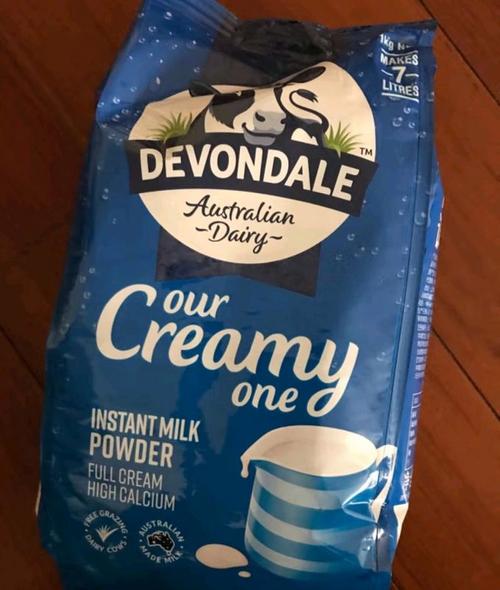 1KG
MAKES
7
LITRES
DEVONDALE
TM
Australian
~Dairy~
our
Creamy
one
INSTANT MILK
POWDER
FULL CREAM
HIGH CALCIUM
FREE GRAZING
DAIRY COWS
AUSTRALIAN
MADE MILK